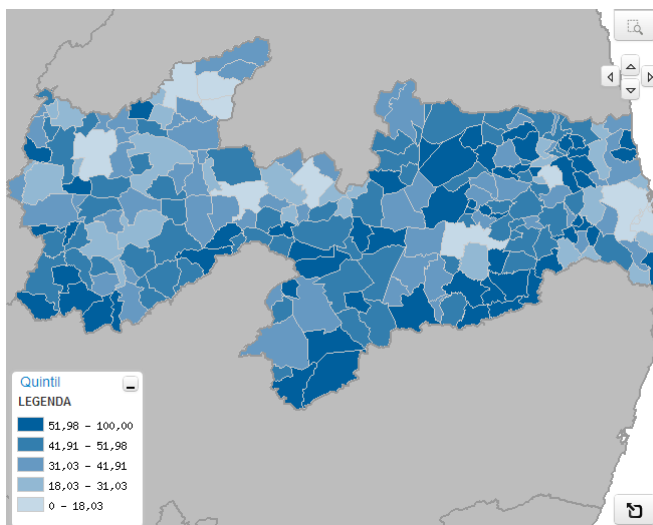 Quintil
LEGENDA
51,98 – 100,00
41,91 – 51,98
31,03 – 41,91
18,03 – 31,03
0 – 18,03